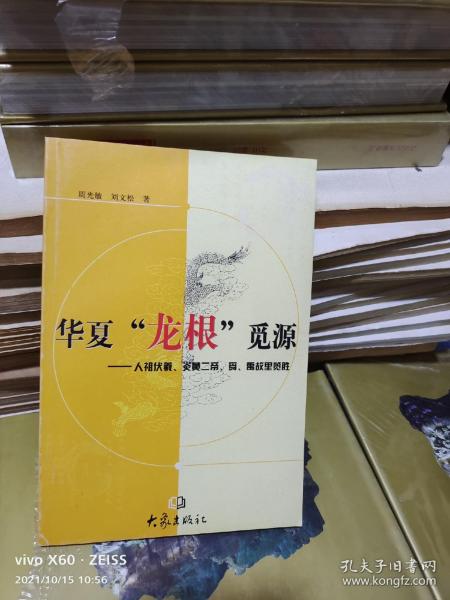 周光敏 刘文松 著
华夏“龙根”觅源
——人祖伏羲、炎黄二帝、舜、禹故里览胜
大象出版社
vivo X60 · ZEISS
2021/10/15 10:56
孔夫子旧书网
www.kongfz.com